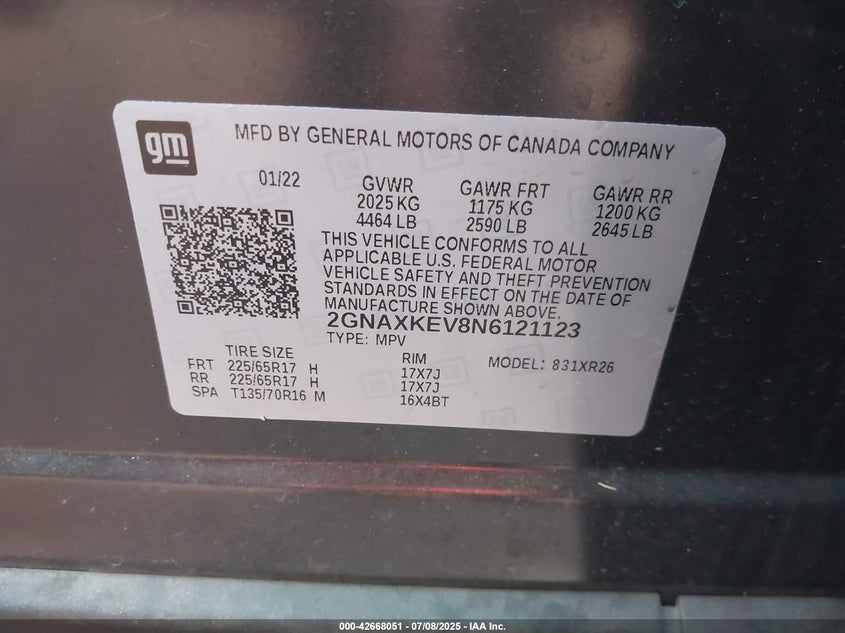 gm
MFD BY GENERAL MOTORS OF CANADA COMPANY
01/22 GVWR GAWR FRT GAWR RR
2025 KG 1175 KG 1200 KG
4464 LB 2590 LB 2645 LB
THIS VEHICLE CONFORMS TO ALL
APPLICABLE U.S. FEDERAL MOTOR
VEHICLE SAFETY AND THEFT PREVENTION
STANDARDS IN EFFECT ON THE DATE OF
MANUFACTURE SHOWN ABOVE.
2GNAXKEV8N6121123
TYPE: MPV
TIRE SIZE RIM MODEL: 831XR26
FRT 225/65R17 H 17X7J
RR 225/65R17 H 17X7J
SPA T135/70R16 M 16X4BT
000-42668051 - 07/08/2025 - IAA Inc.